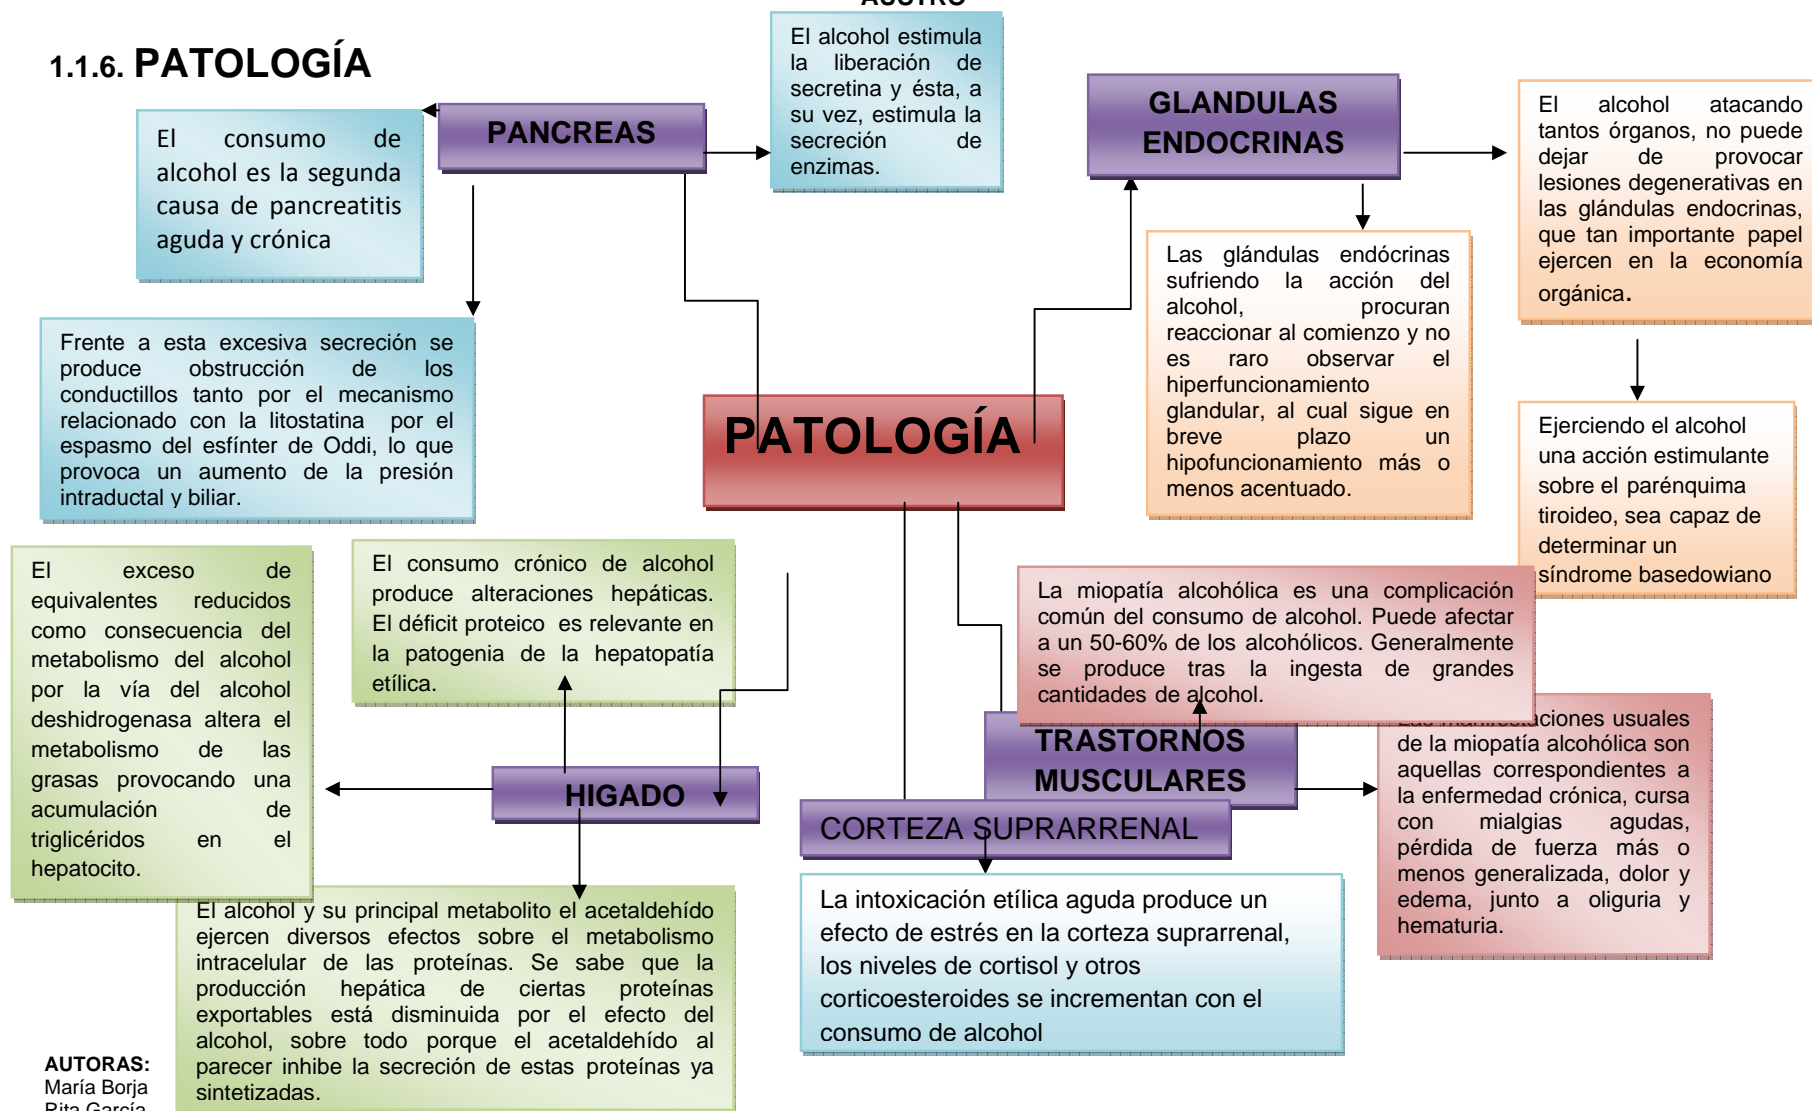 1.1.6. PATOLOGÍA
PANCREAS
El consumo de
alcohol es la segunda
causa de pancreatitis
aguda y crónica
El alcohol estimula
la liberación de
secretina y ésta, a
su vez, estimula la
secreción de
enzimas.
Frente a esta excesiva secreción se
produce obstrucción de los
conductillos tanto por el mecanismo
relacionado con la litostatina por el
espasmo del esfínter de Oddi, lo que
provoca un aumento de la presión
intraductal y biliar.
GLANDULAS
ENDOCRINAS
El alcohol atacando
tantos órganos, no puede
dejar de provocar
lesiones degenerativas en
las glándulas endocrinas,
que tan importante papel
ejercen en la economía
orgánica.
Las glándulas endócrinas
sufriendo la acción del
alcohol, procuran
reaccionar al comienzo y no
es raro observar el
hiperfuncionamiento
glandular, al cual sigue en
breve plazo un
hipofuncionamiento más o
menos acentuado.
Ejerciendo el alcohol
una acción estimulante
sobre el parénquima
tiroideo, sea capaz de
determinar un
síndrome basedowiano
PATOLOGÍA
El exceso de
equivalentes reducidos
como consecuencia del
metabolismo del alcohol
por la vía del alcohol
deshidrogenasa altera el
metabolismo de las
grasas provocando una
acumulación de
triglicéridos en el
hepatocito.
El consumo crónico de alcohol
produce alteraciones hepáticas.
El déficit proteico es relevante en
la patogenia de la hepatopatía
etílica.
HIGADO
El alcohol y su principal metabolito el acetaldehído
ejercen diversos efectos sobre el metabolismo
intracelular de las proteínas. Se sabe que la
producción hepática de ciertas proteínas
exportables está disminuida por el efecto del
alcohol, sobre todo porque el acetaldehído al
parecer inhibe la secreción de estas proteínas ya
sintetizadas.
La miopatía alcohólica es una complicación
común del consumo de alcohol. Puede afectar
a un 50-60% de los alcohólicos. Generalmente
se produce tras la ingesta de grandes
cantidades de alcohol.
TRASTORNOS
MUSCULARES
Las manifestaciones usuales
de la miopatía alcohólica son
aquellas correspondientes a
la enfermedad crónica, cursa
con mialgias agudas,
pérdida de fuerza más o
menos generalizada, dolor y
edema, junto a oliguria y
hematuria.
CORTEZA SUPRARRENAL
La intoxicación etílica aguda produce un
efecto de estrés en la corteza suprarrenal,
los niveles de cortisol y otros
corticoesteroides se incrementan con el
consumo de alcohol
AUTORAS:
María Borja
Rita García